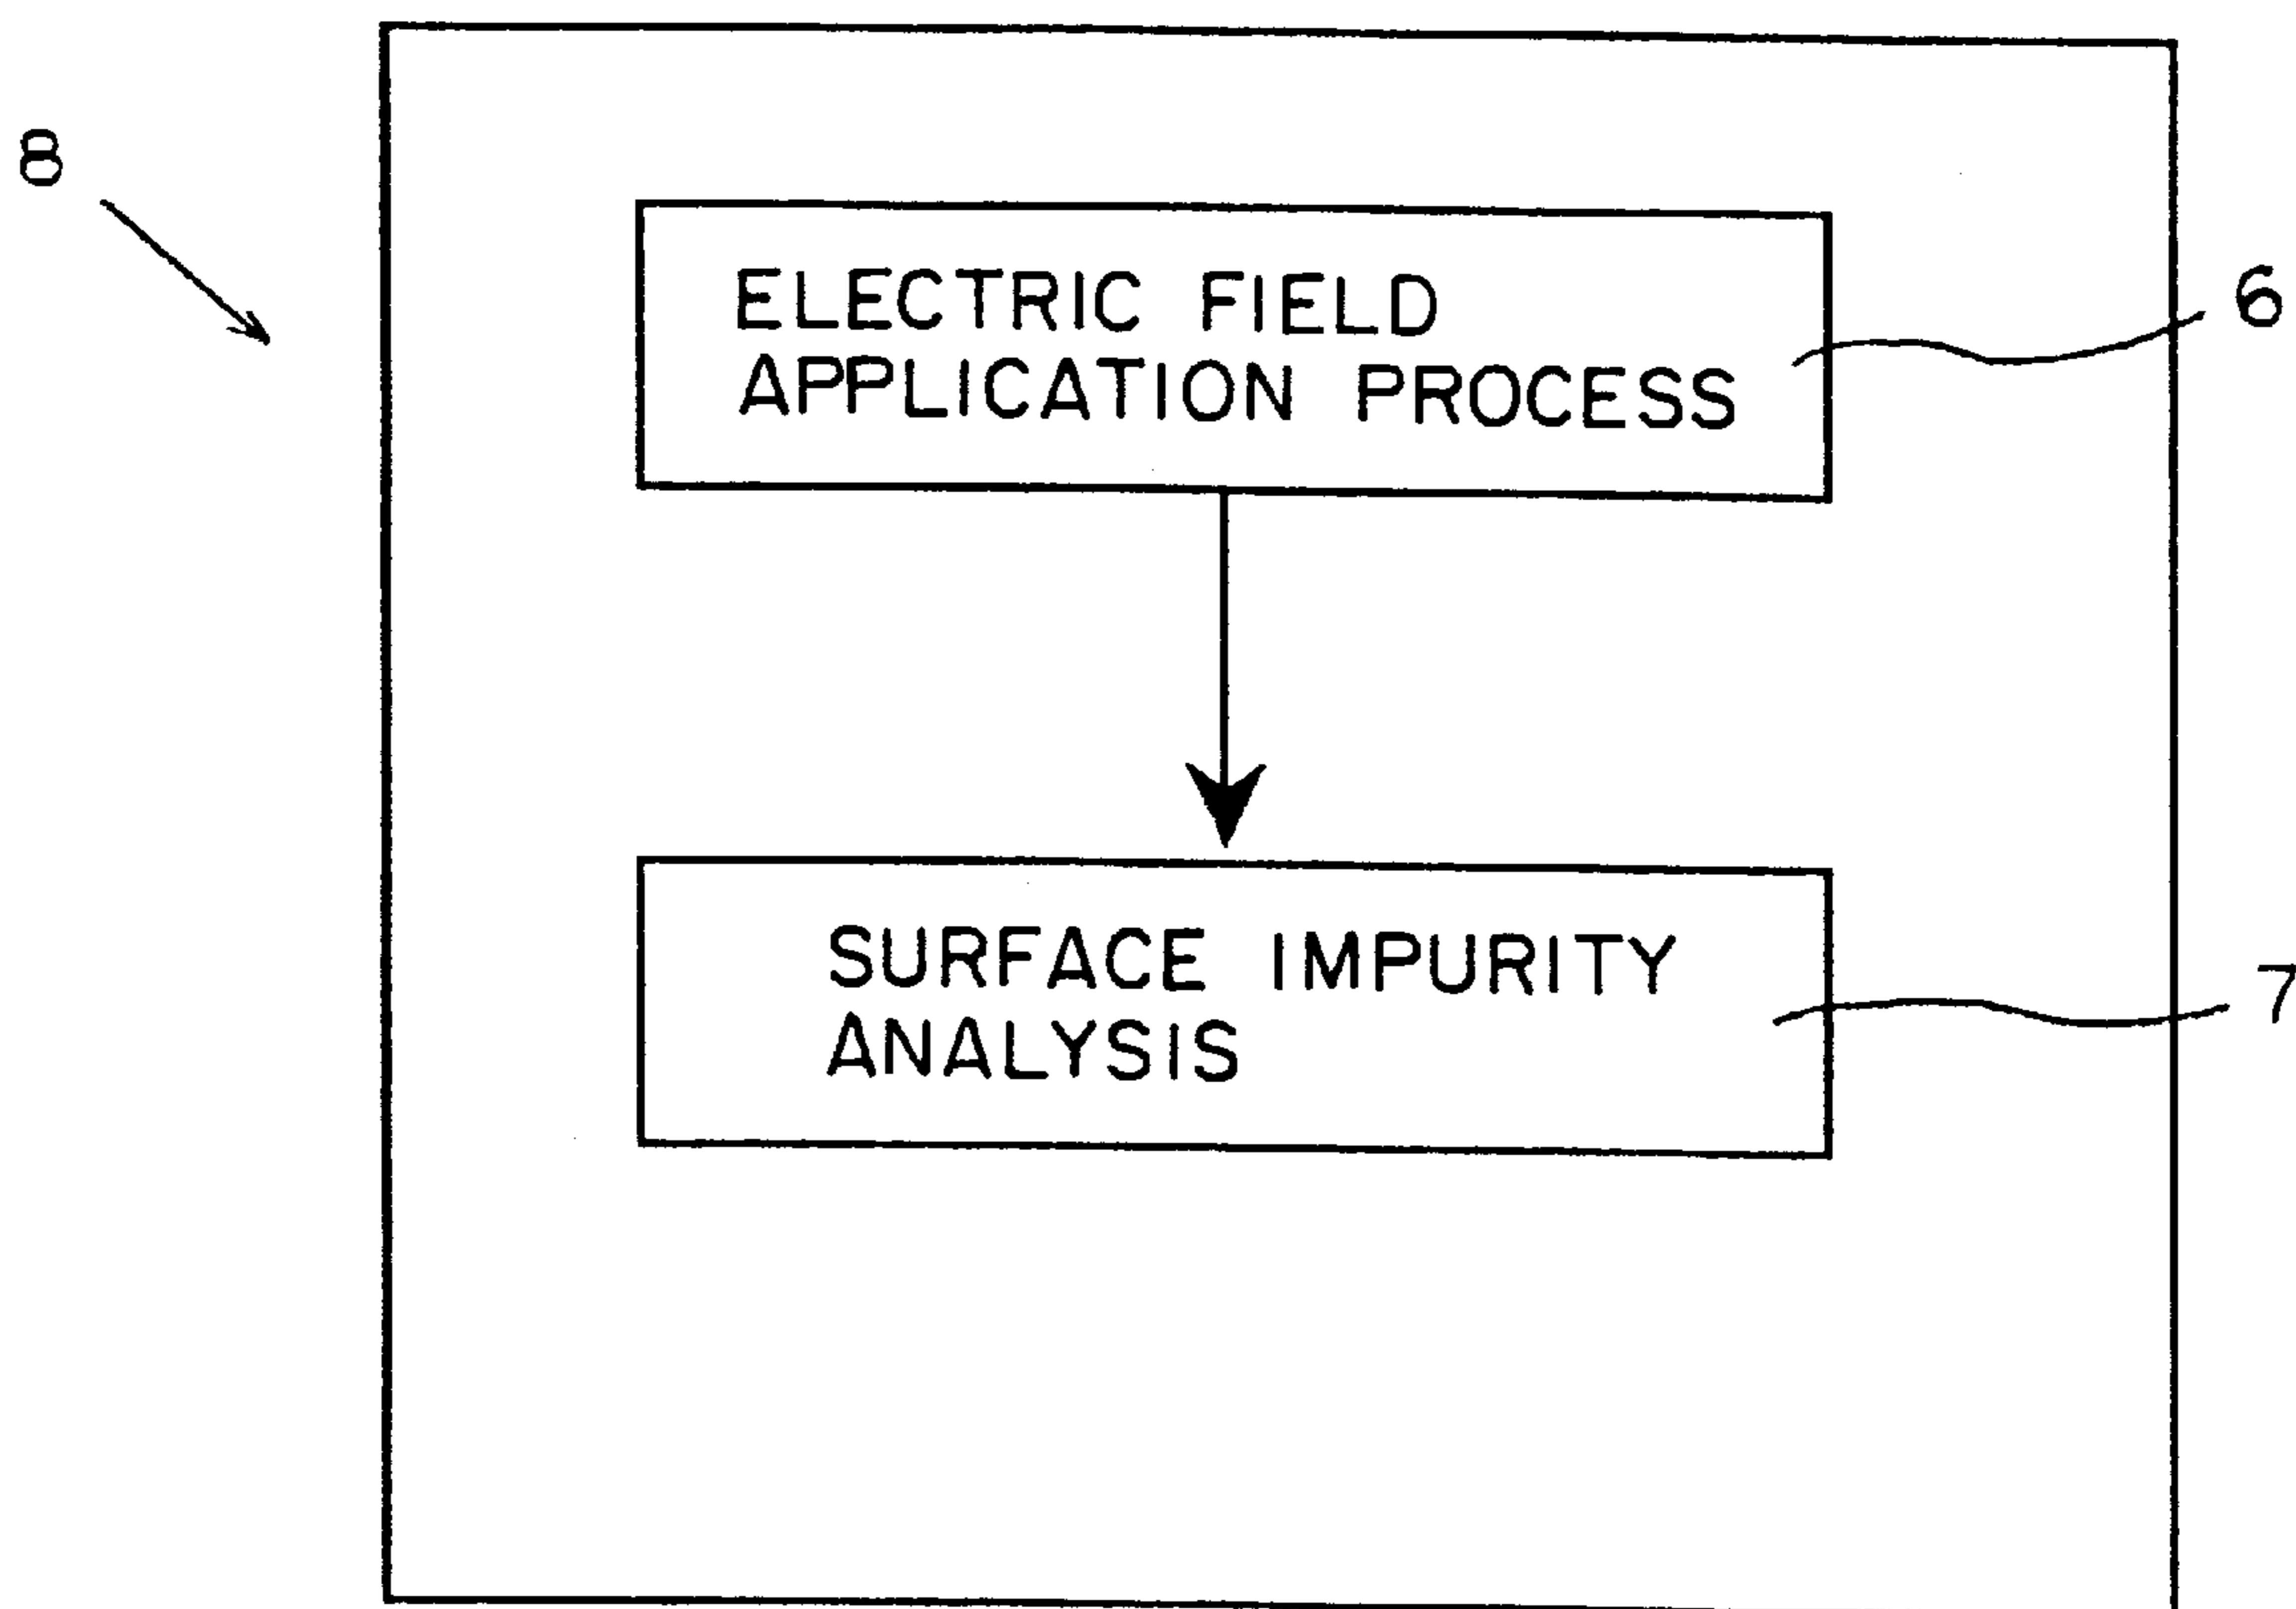 8
ELECTRIC FIELD
APPLICATION PROCESS
6
SURFACE IMPURITY
ANALYSIS
7